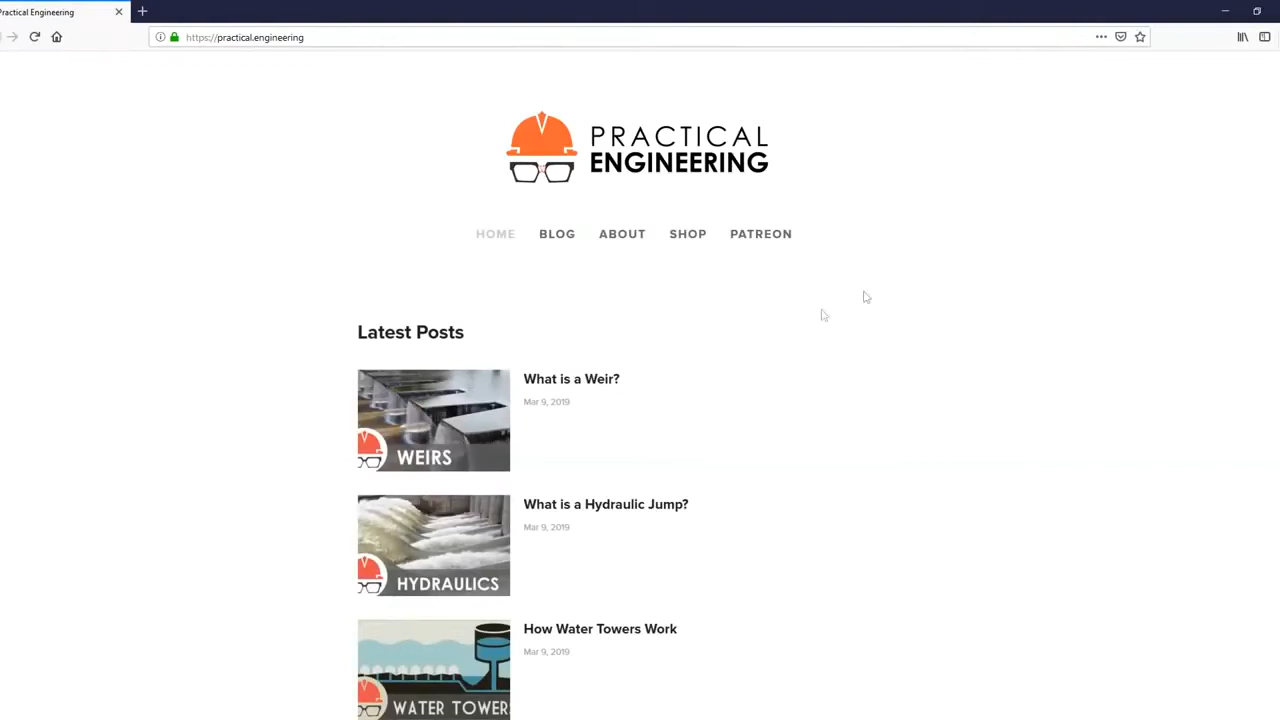 Practical Engineering
https://practical.engineering
PRACTICAL
ENGINEERING
HOME BLOG ABOUT SHOP PATREON
Latest Posts
What is a Weir?
Mar 9, 2019
WEIRS
What is a Hydraulic Jump?
Mar 9, 2019
HYDRAULICS
How Water Towers Work
Mar 9, 2019
WATER TOWERS